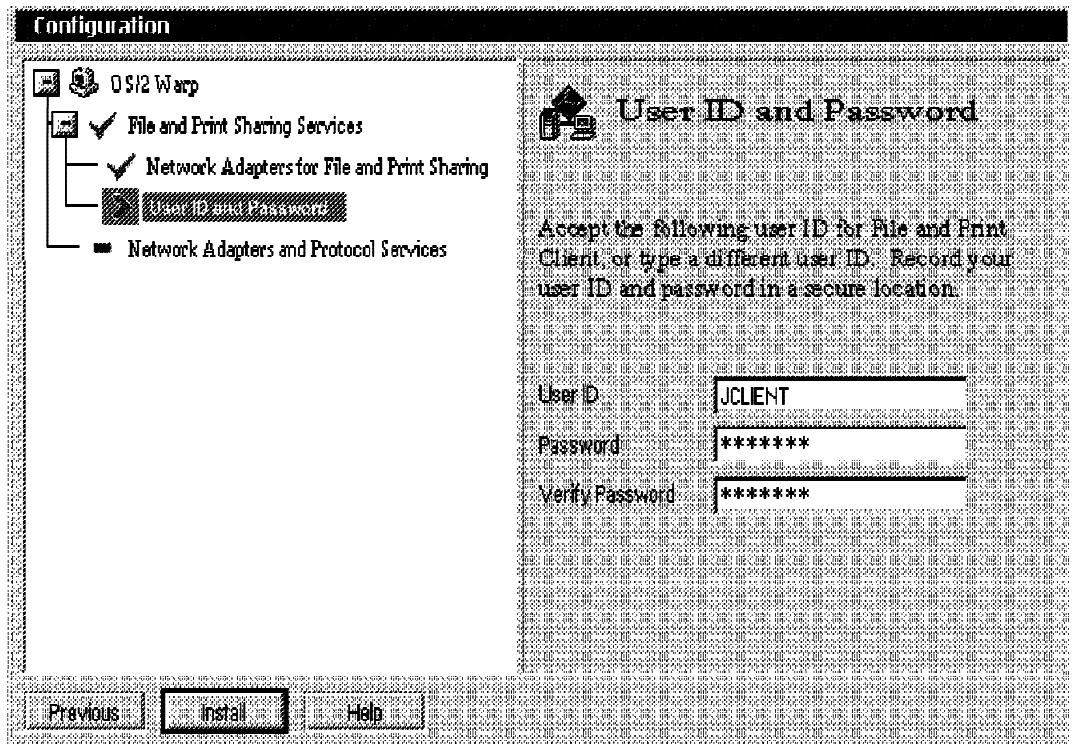 Configuration
OS/2 Warp
File and Print Sharing Services
Network Adapters for File and Print Sharing
User ID and Password
Network Adapters and Protocol Services
User ID and Password
Accept the following user ID for File and Print
Client, or type a different user ID. Record your
user ID and password in a secure location.
User ID
JCLIENT
Password
*******
Verify Password
*******
Previous
Install
Help